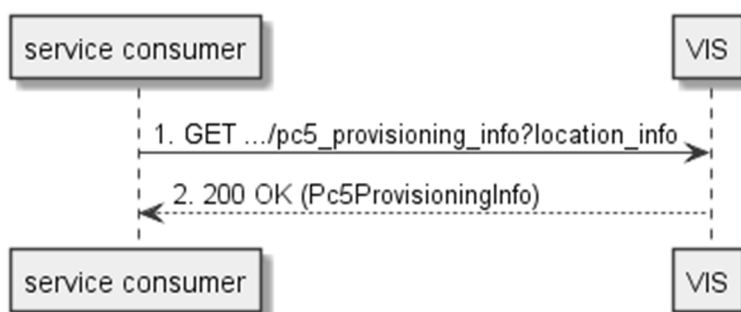 service consumer VIS
1. GET .../pc5_provisioning_info?location_info
2. 200 OK (Pc5ProvisioningInfo)
service consumer VIS